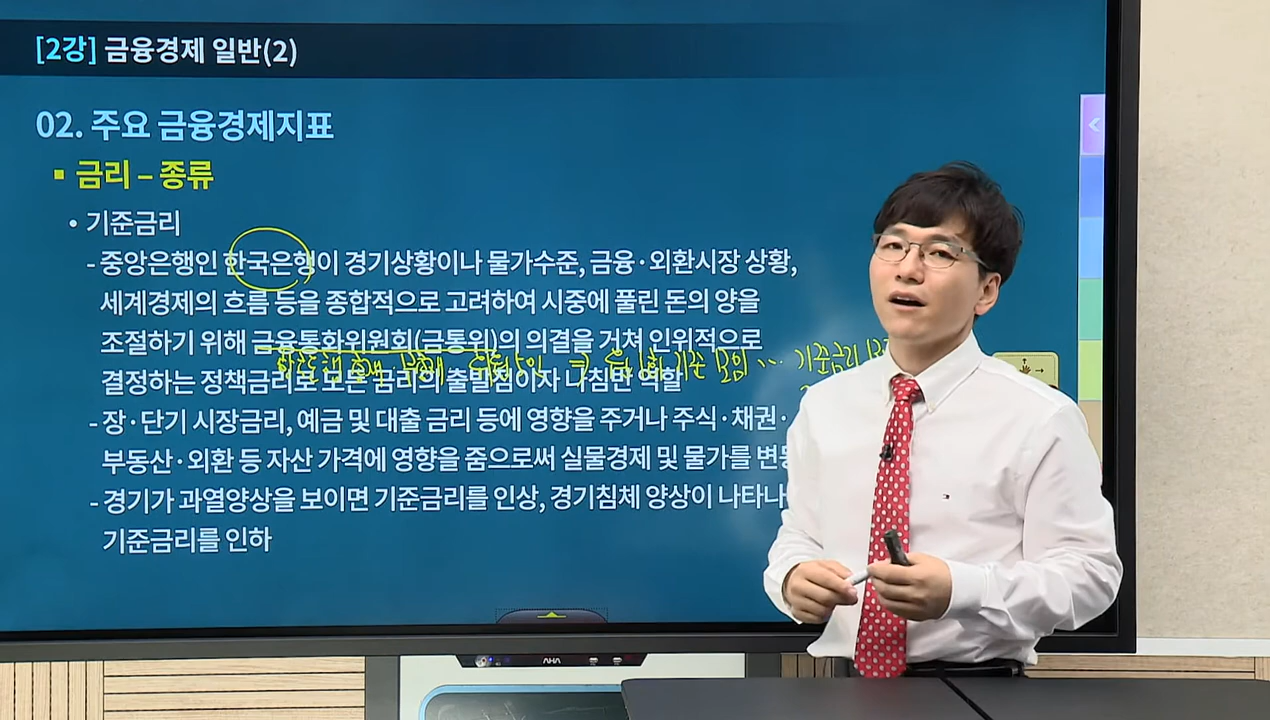 [2강] 금융경제 일반(2)
02. 주요 금융경제지표
▪ 금리 – 종류
• 기준금리
- 중앙은행인 한국은행이 경기상황이나 물가수준, 금융·외환시장 상황,
세계경제의 흐름 등을 종합적으로 고려하여 시중에 풀린 돈의 양을
조절하기 위해 금융통화위원회(금통위)의 의결을 거쳐 인위적으로
기준금리
결정하는 정책금리로 모든 금리의 출발점이자 나침반 역할
- 장·단기 시장금리, 예금 및 대출 금리 등에 영향을 주거나 주식·채권·
부동산·외환 등 자산 가격에 영향을 줌으로써 실물경제 및 물가를 변동
- 경기가 과열양상을 보이면 기준금리를 인상, 경기침체 양상이 나타나
기준금리를 인하
AHA